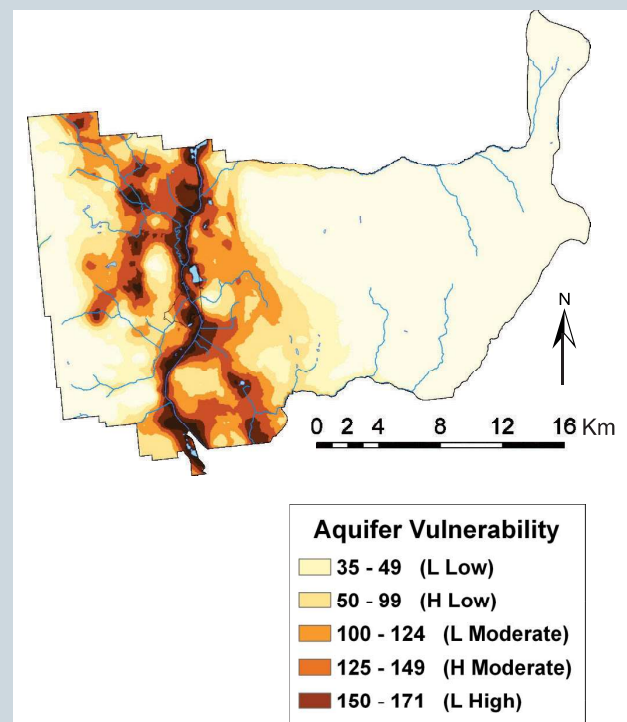 N
0 2 4 8 12 16 Km
Aquifer Vulnerability
35 - 49 (L Low)
50 - 99 (H Low)
100 - 124 (L Moderate)
125 - 149 (H Moderate)
150 - 171 (L High)